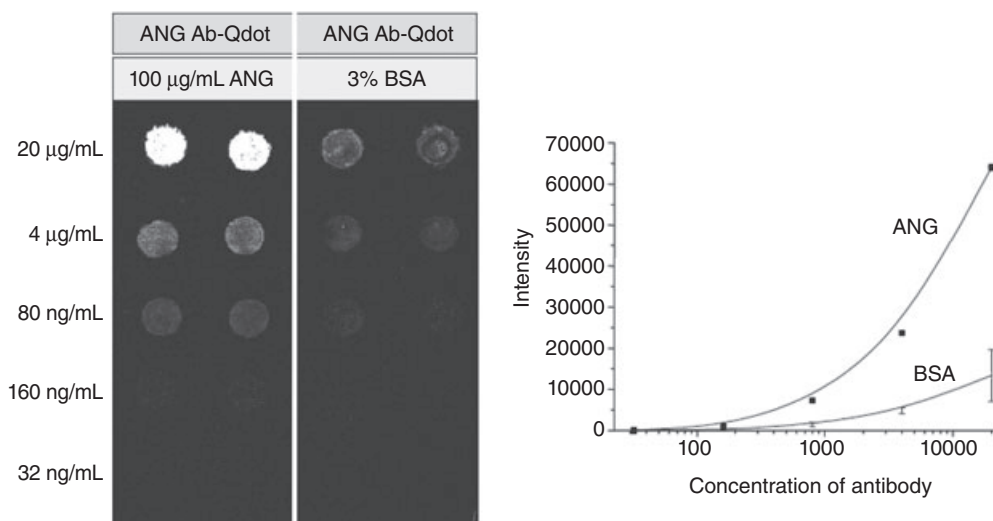 ANG Ab-Qdot ANG Ab-Qdot
100 μg/mL ANG 3% BSA
20 μg/mL
4 μg/mL
80 ng/mL
160 ng/mL
32 ng/mL
70000
60000
50000
40000
30000
20000
10000
0
Intensity
ANG
BSA
100 1000 10000
Concentration of antibody